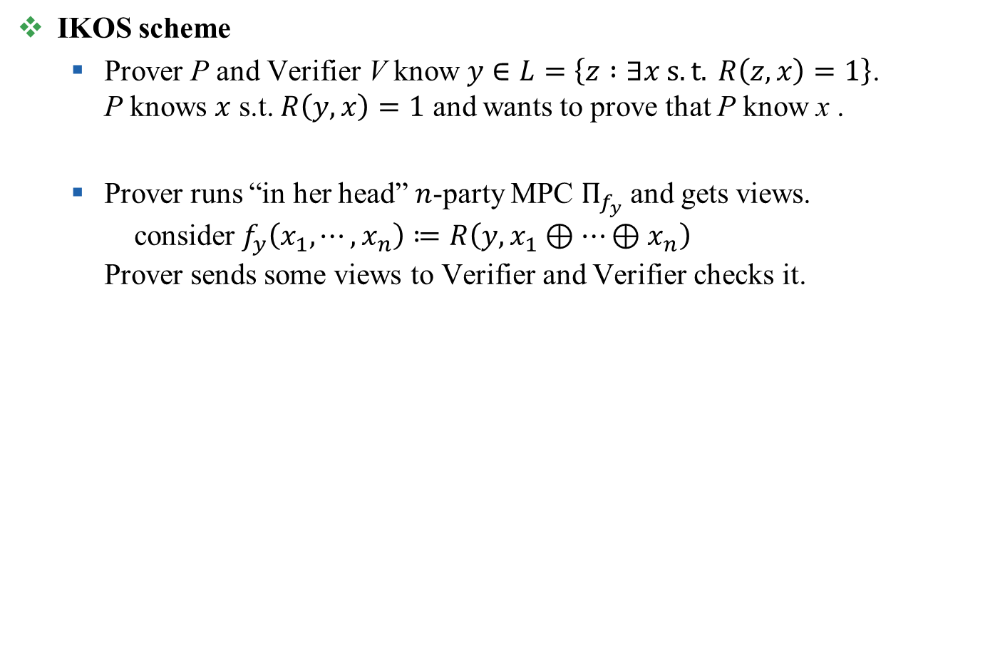 IKOS scheme
Prover P and Verifier V know y ∈ L = {z : ∃x s.t. R(z, x) = 1}.
P knows x s.t. R(y, x) = 1 and wants to prove that P know x .
Prover runs “in her head” n-party MPC Π_{f_y} and gets views.
consider f_y(x_1, ⋯ , x_n) ≔ R(y, x_1 ⊕ ⋯ ⊕ x_n)
Prover sends some views to Verifier and Verifier checks it.